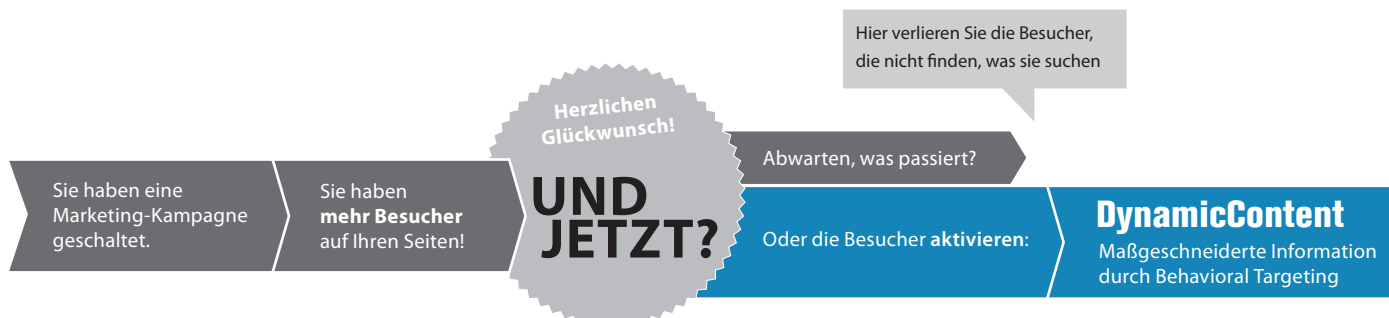 Sie haben eine
Marketing-Kampagne
geschaltet.
Sie haben
mehr Besucher
auf Ihren Seiten!
Herzlichen
Glückwunsch!
UND
JETZT?
Abwarten, was passiert?
Hier verlieren Sie die Besucher,
die nicht finden, was sie suchen
Oder die Besucher aktivieren:
DynamicContent
Maßgeschneiderte Information
durch Behavioral Targeting